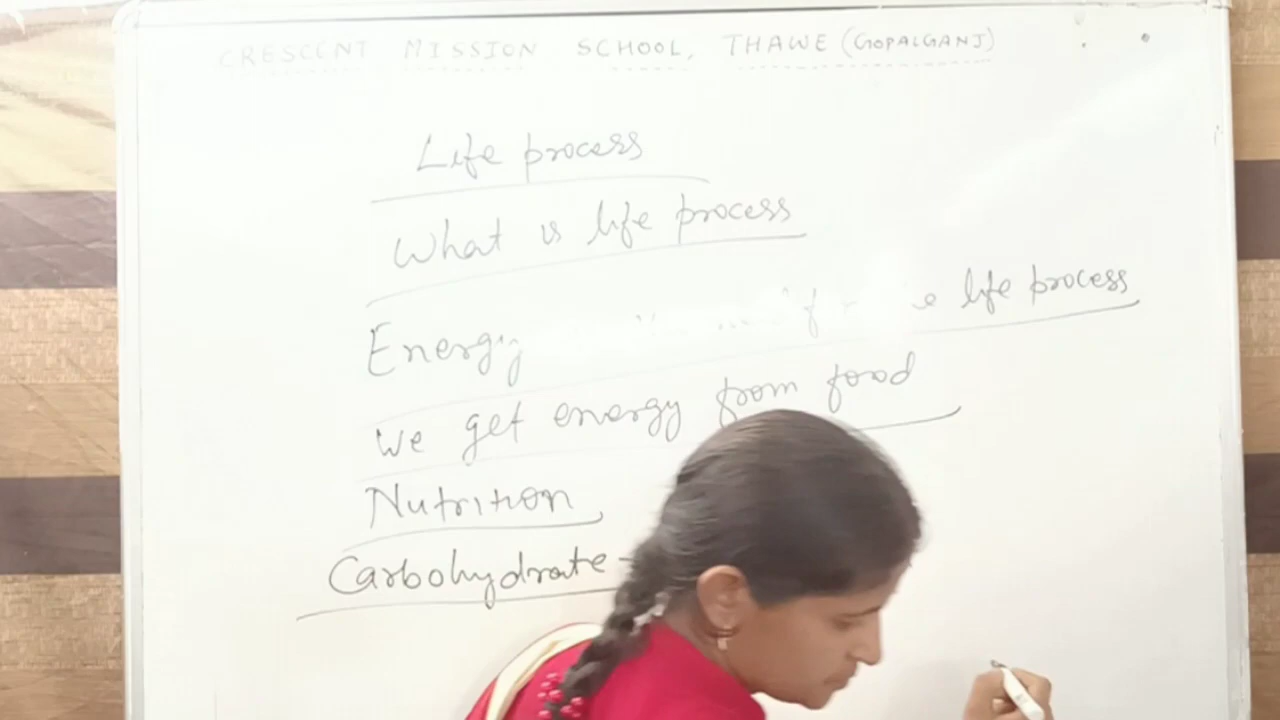 CRESCENT MISSION SCHOOL, THAWE (GOPALGANJ)
Life process
What is life process
Energy life process
We get energy from food
Nutrition
Carbohydrate -